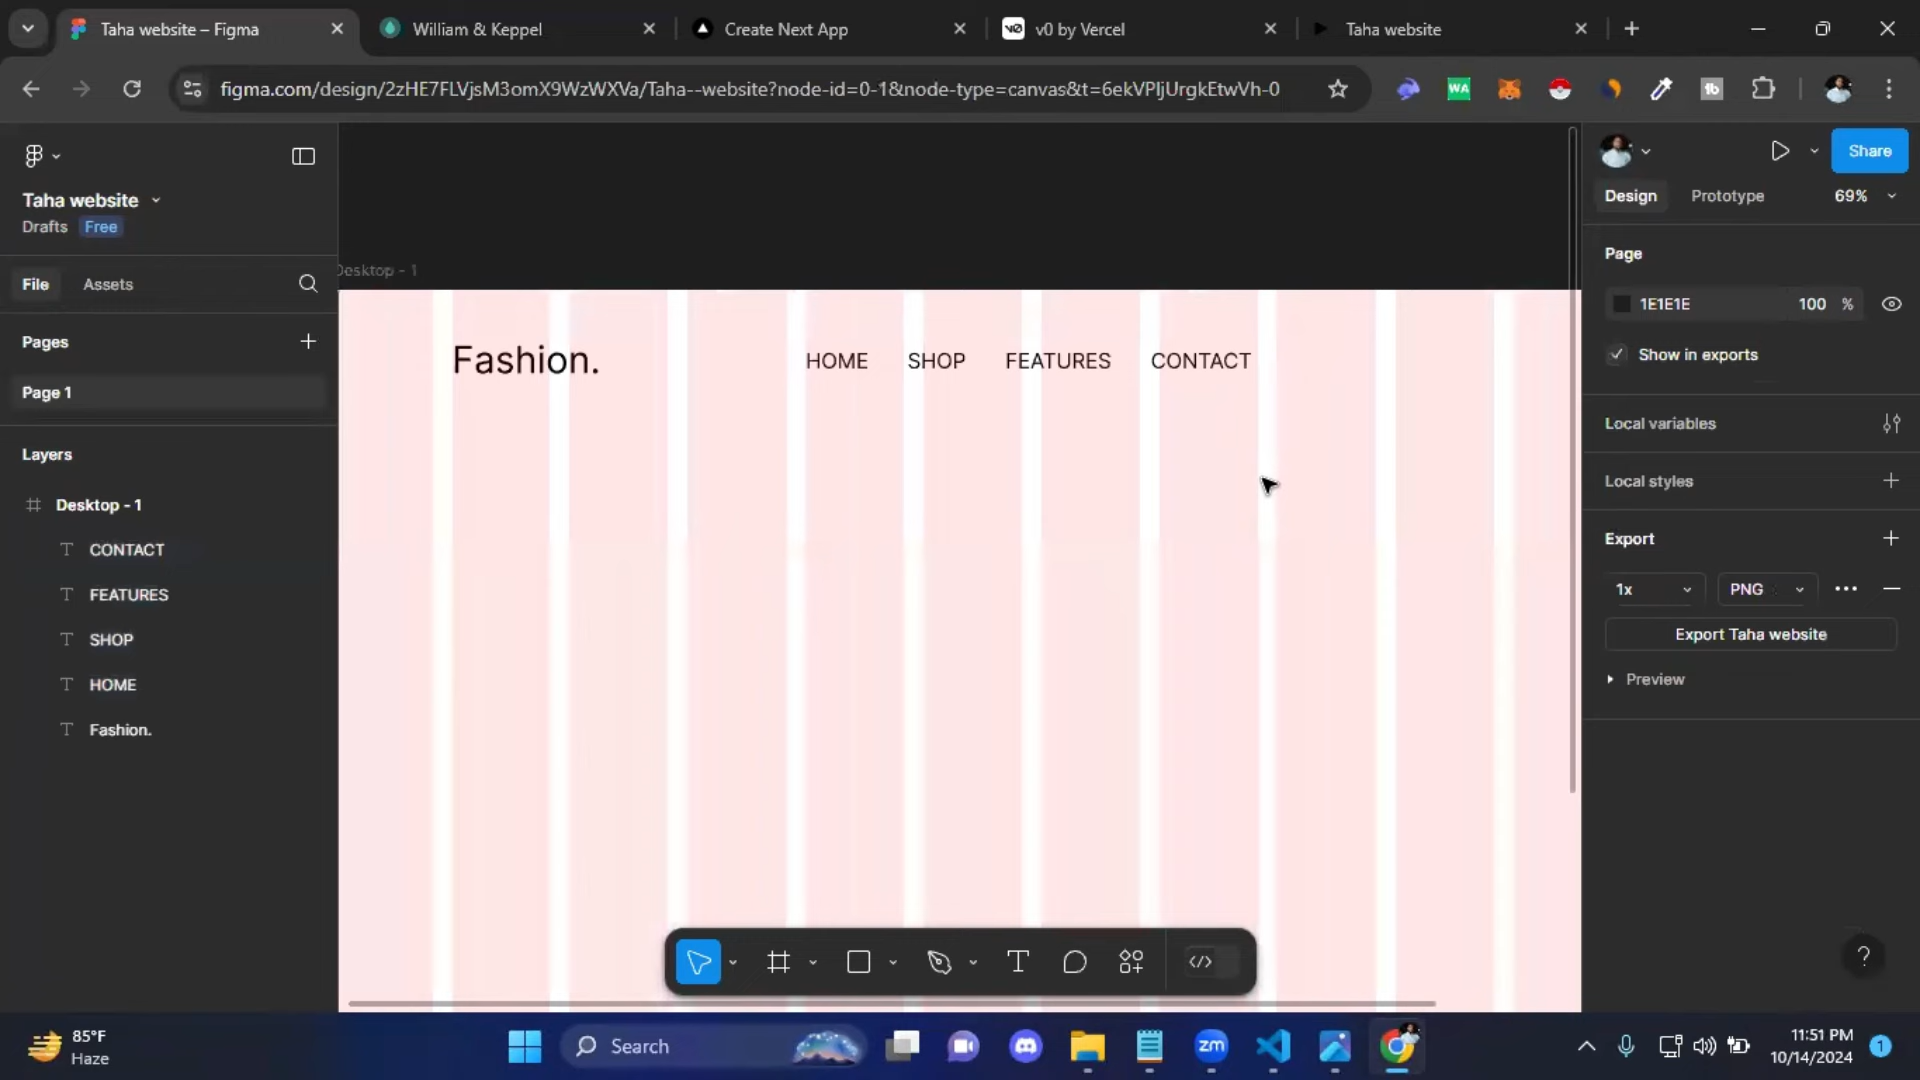 Taha website – Figma
William & Keppel
Create Next App
v0 by Vercel
Taha website
figma.com/design/2zHE7FLVjsM3omX9WzWXVa/Taha--website?node-id=0-1&node-type=canvas&t=6ekVPljUrgkEtwVh-0
WA
Taha website
Drafts Free
File Assets
Pages
Page 1
Layers
Desktop - 1
CONTACT
FEATURES
SHOP
HOME
Fashion.
Desktop - 1
Fashion. HOME SHOP FEATURES CONTACT
Share
Design Prototype 69%
Page
1E1E1E 100 %
Show in exports
Local variables
Local styles
Export
1x PNG
Export Taha website
Preview
?
85°F
Haze
Search
zm
11:51 PM
10/14/2024
1